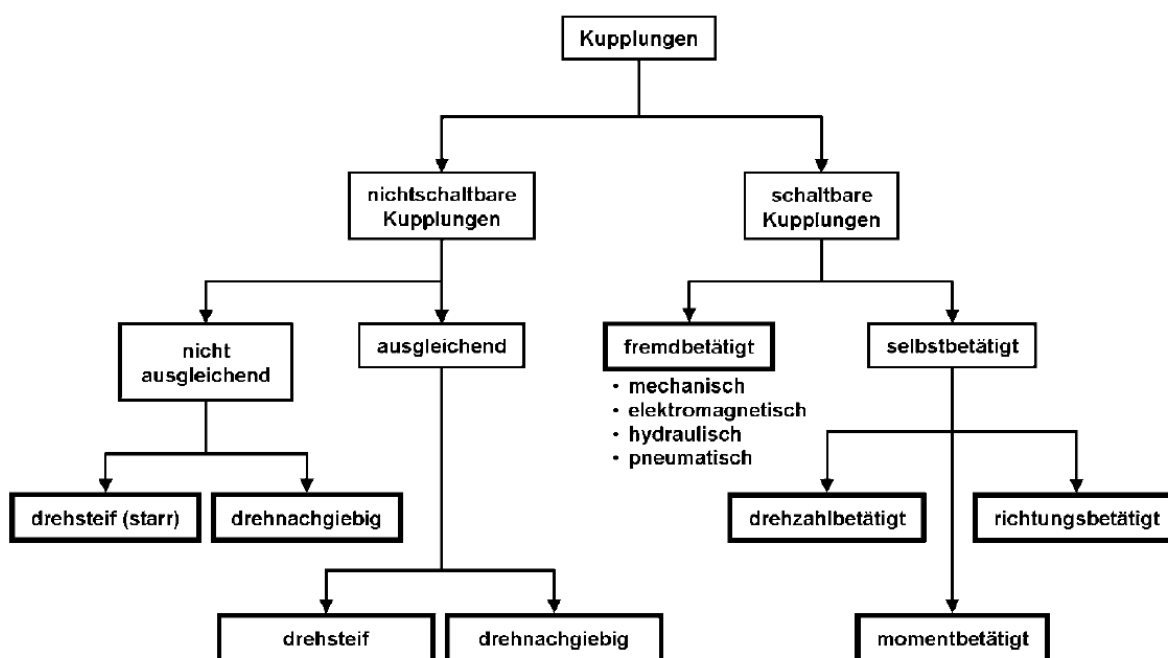 Kupplungen
nichtschaltbare
Kupplungen
schaltbare
Kupplungen
nicht
ausgleichend
ausgleichend
fremdbetätigt
• mechanisch
• elektromagnetisch
• hydraulisch
• pneumatisch
selbstbetätigt
drehsteif (starr)
drehnachgiebig
drehzahlbetätigt
richtungsbetätigt
drehsteif
drehnachgiebig
momentbetätigt